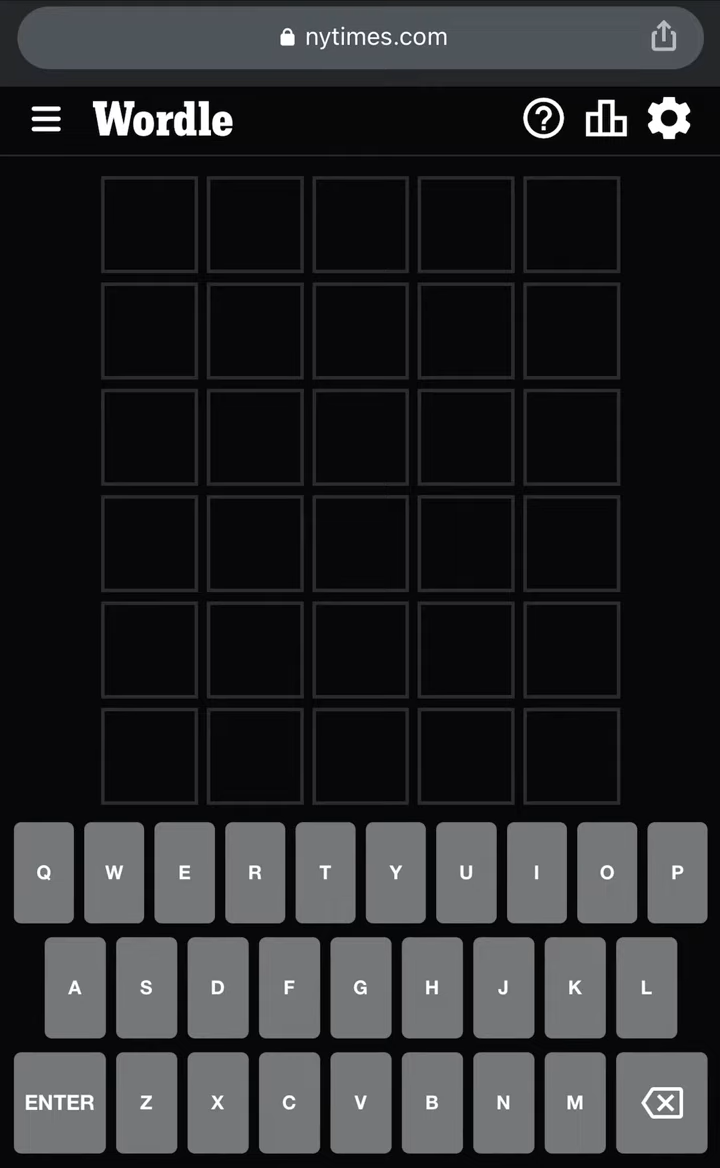 nytimes.com
Wordle
Q W E R T Y U I O P
A S D F G H J K L
ENTER Z X C V B N M